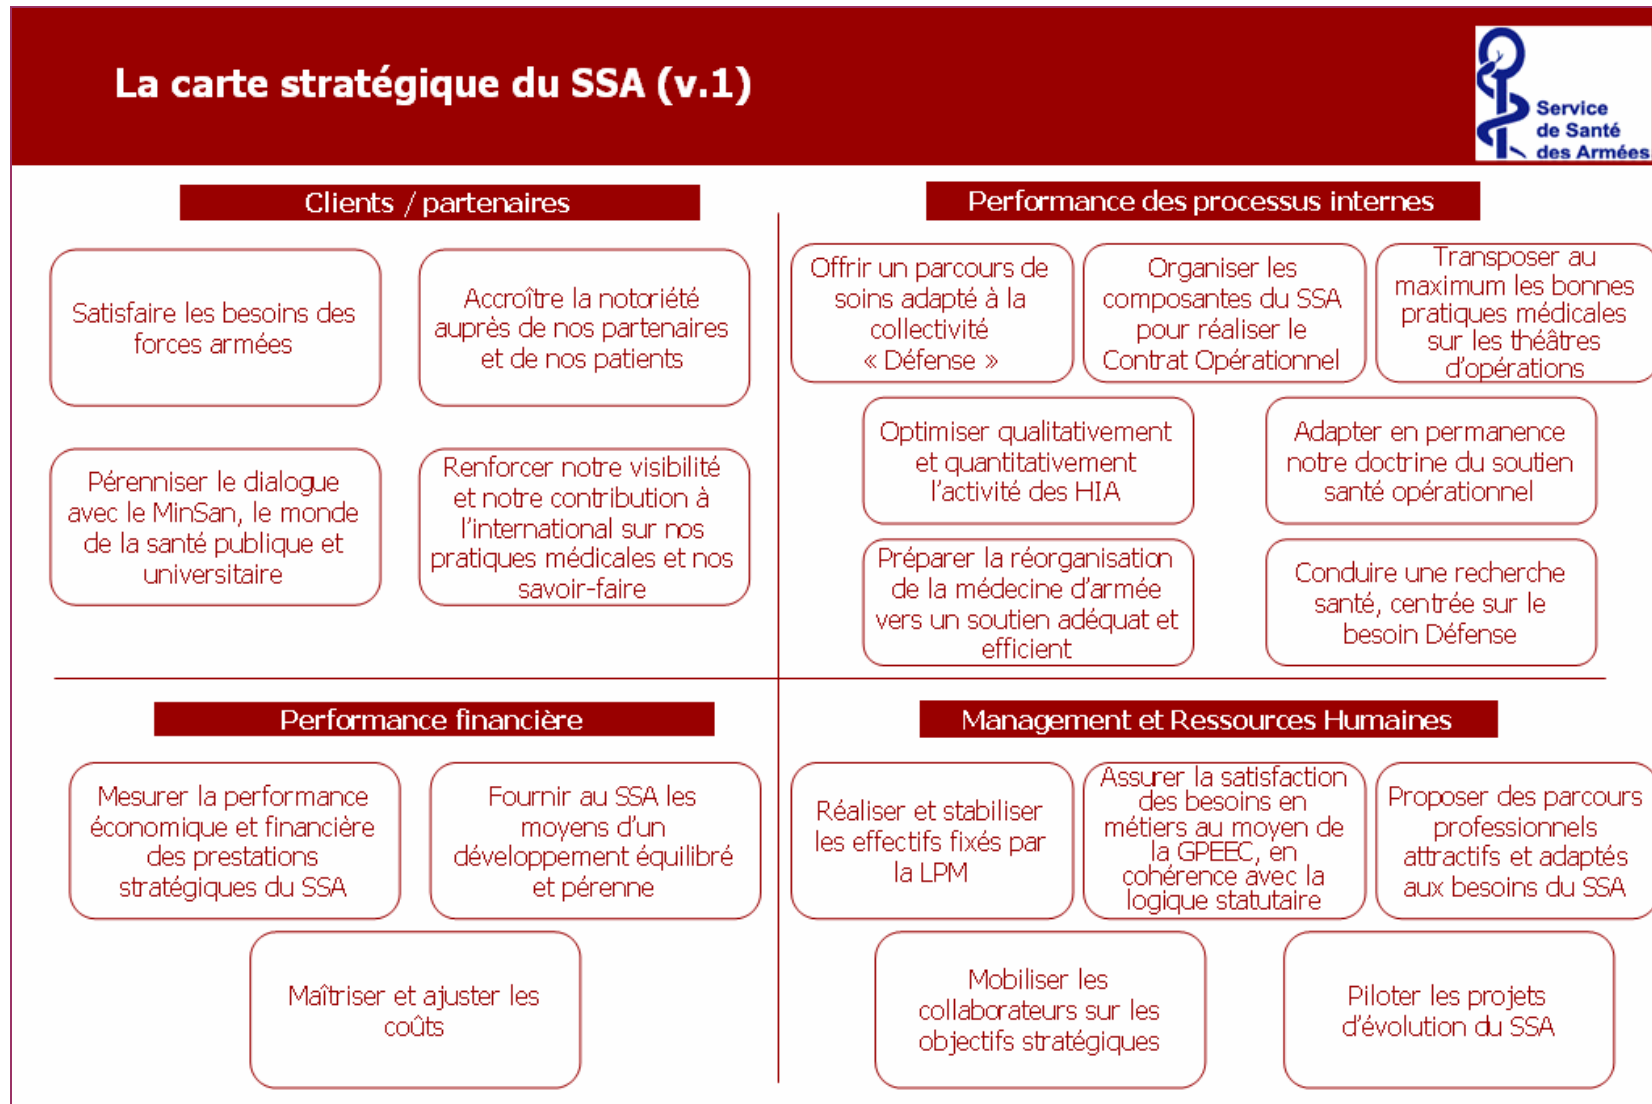 La carte stratégique du SSA (v.1)
Service
de Santé
des Armées
Clients / partenaires
Satisfaire les besoins des
forces armées
Accroître la notoriété
auprès de nos partenaires
et de nos patients
Pérenniser le dialogue
avec le MinSan, le monde
de la santé publique et
universitaire
Renforcer notre visibilité
et notre contribution à
l'international sur nos
pratiques médicales et nos
savoir-faire
Performance des processus internes
Offrir un parcours de
soins adapté à la
collectivité
« Défense »
Organiser les
composantes du SSA
pour réaliser le
Contrat Opérationnel
Transposer au
maximum les bonnes
pratiques médicales
sur les théâtres
d'opérations
Optimiser qualitativement
et quantitativement
l'activité des HIA
Adapter en permanence
notre doctrine du soutien
santé opérationnel
Préparer la réorganisation
de la médecine d'armée
vers un soutien adéquat et
efficient
Conduire une recherche
santé, centrée sur le
besoin Défense
Performance financière
Mesurer la performance
économique et financière
des prestations
stratégiques du SSA
Fournir au SSA les
moyens d'un
développement équilibré
et pérenne
Maîtriser et ajuster les
coûts
Management et Ressources Humaines
Réaliser et stabiliser
les effectifs fixés par
la LPM
Assurer la satisfaction
des besoins en
métiers au moyen de
la GPEEC, en
cohérence avec la
logique statutaire
Proposer des parcours
professionnels
attractifs et adaptés
aux besoins du SSA
Mobiliser les
collaborateurs sur les
objectifs stratégiques
Piloter les projets
d'évolution du SSA